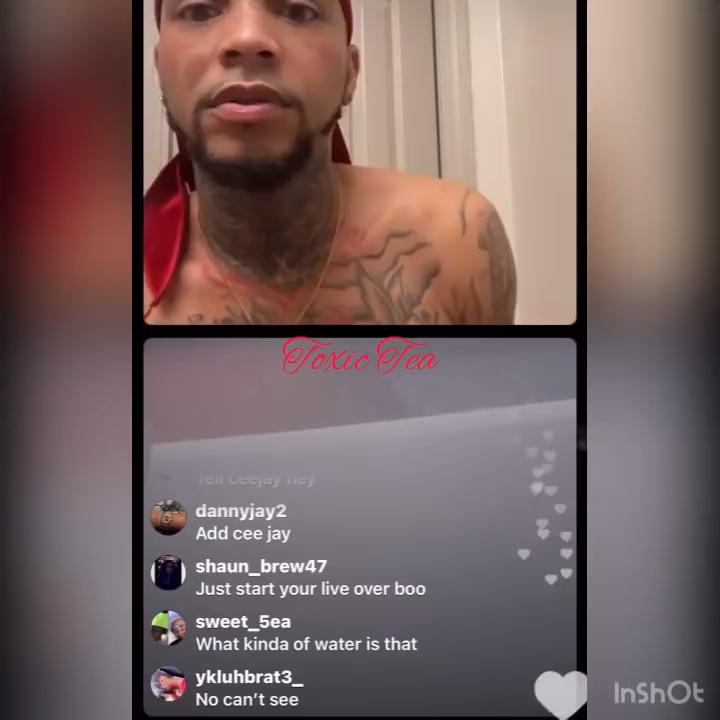 Toxic Tea
Tell ceejay hey
dannyjay2
Add cee jay
shaun_brew47
Just start your live over boo
sweet_5ea
What kinda of water is that
ykluhbrat3_
No can't see
InShOt